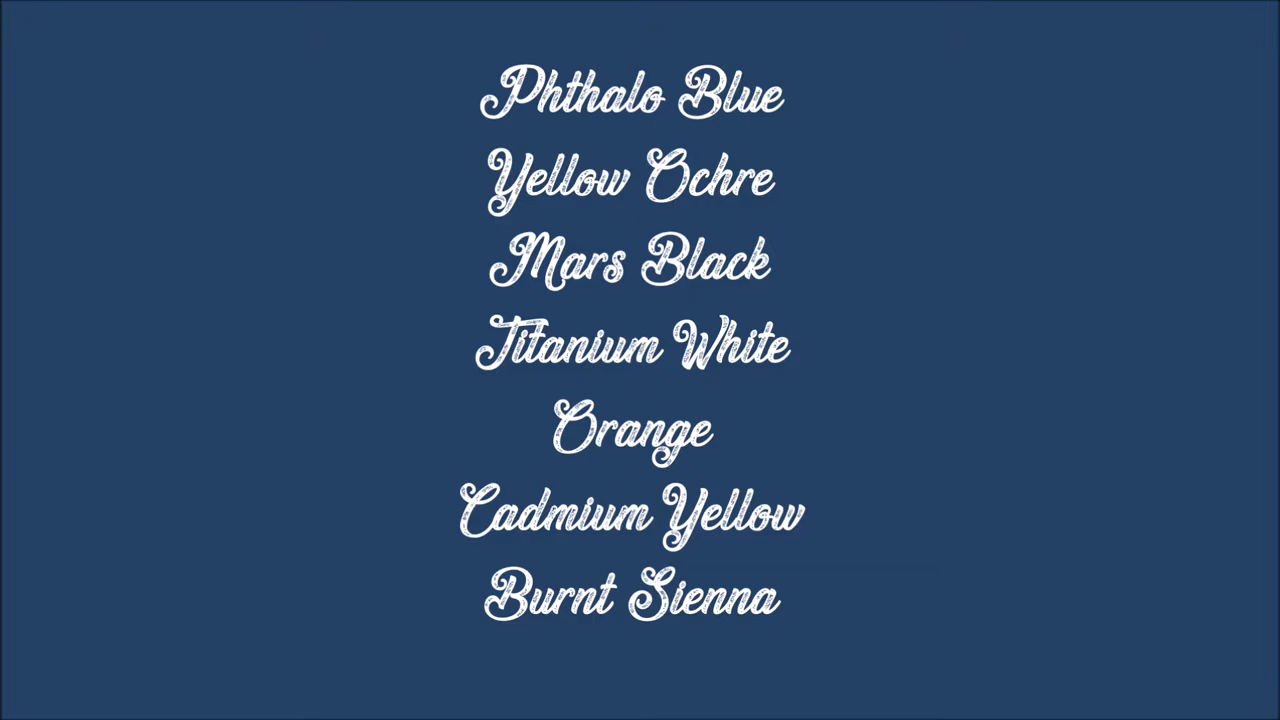 Phthalo Blue
Yellow Ochre
Mars Black
Titanium White
Orange
Cadmium Yellow
Burnt Sienna